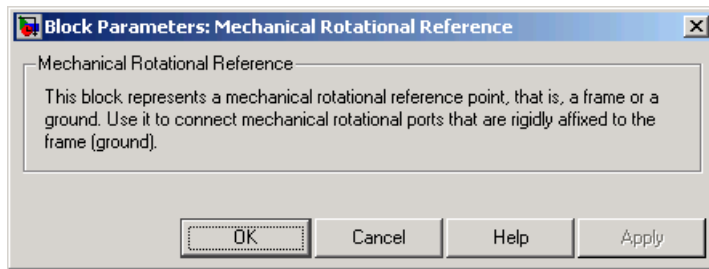 Block Parameters: Mechanical Rotational Reference
Mechanical Rotational Reference
This block represents a mechanical rotational reference point, that is, a frame or a
ground. Use it to connect mechanical rotational ports that are rigidly affixed to the
frame (ground).
OK
Cancel
Help
Apply